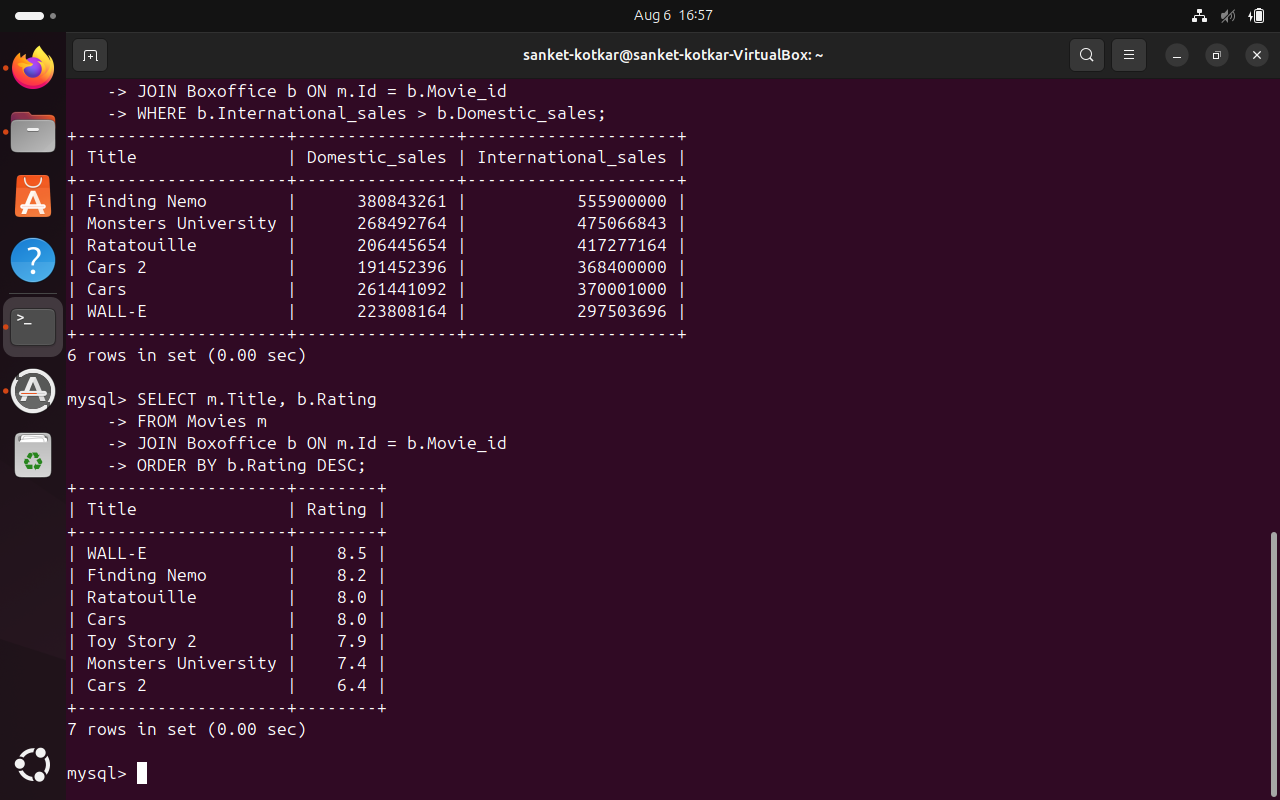 Aug 6 16:57
sanket-kotkar@sanket-kotkar-VirtualBox: ~
    -> JOIN Boxoffice b ON m.Id = b.Movie_id
    -> WHERE b.International_sales > b.Domestic_sales;
+---------------------+----------------+---------------------+
| Title               | Domestic_sales | International_sales |
+---------------------+----------------+---------------------+
| Finding Nemo        |      380843261 |           555900000 |
| Monsters University |      268492764 |           475066843 |
| Ratatouille         |      206445654 |           417277164 |
| Cars 2              |      191452396 |           368400000 |
| Cars                |      261441092 |           370001000 |
| WALL-E              |      223808164 |           297503696 |
+---------------------+----------------+---------------------+
6 rows in set (0.00 sec)
mysql> SELECT m.Title, b.Rating
    -> FROM Movies m
    -> JOIN Boxoffice b ON m.Id = b.Movie_id
    -> ORDER BY b.Rating DESC;
+---------------------+--------+
| Title               | Rating |
+---------------------+--------+
| WALL-E              |    8.5 |
| Finding Nemo        |    8.2 |
| Ratatouille         |    8.0 |
| Cars                |    8.0 |
| Toy Story 2         |    7.9 |
| Monsters University |    7.4 |
| Cars 2              |    6.4 |
+---------------------+--------+
7 rows in set (0.00 sec)
mysql>